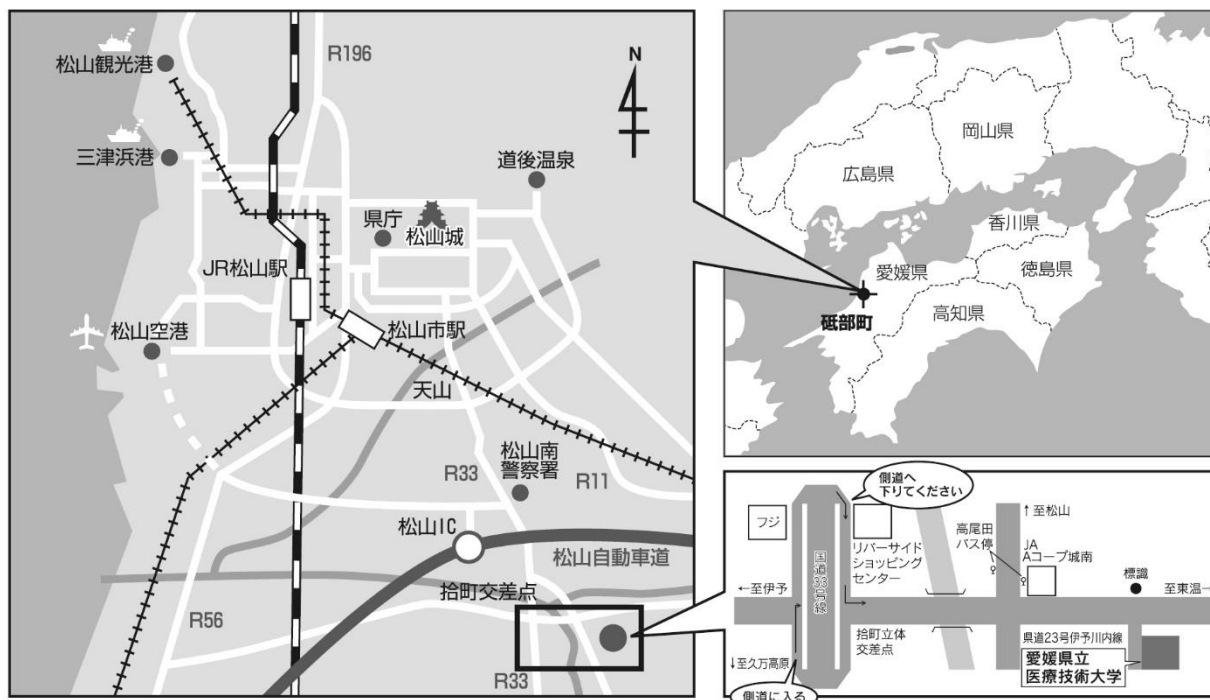 松山観光港
R196
N
三津浜港
道後温泉
県庁
松山城
JR松山駅
松山空港
松山市駅
天山
松山南
警察署
R33
R11
松山IC
松山自動車道
拾町交差点
R56
R33
岡山県
広島県
香川県
愛媛県
徳島県
高知県
砥部町
側道へ
下りてください
フジ
国道33号線
リバーサイド
ショッピング
センター
高尾田
バス停
↑至松山
JA
Aコープ城南
標識
←至伊予
至東温→
拾町立体
交差点
県道23号伊予川内線
愛媛県立
医療技術大学
↓至久万高原
側道に入る